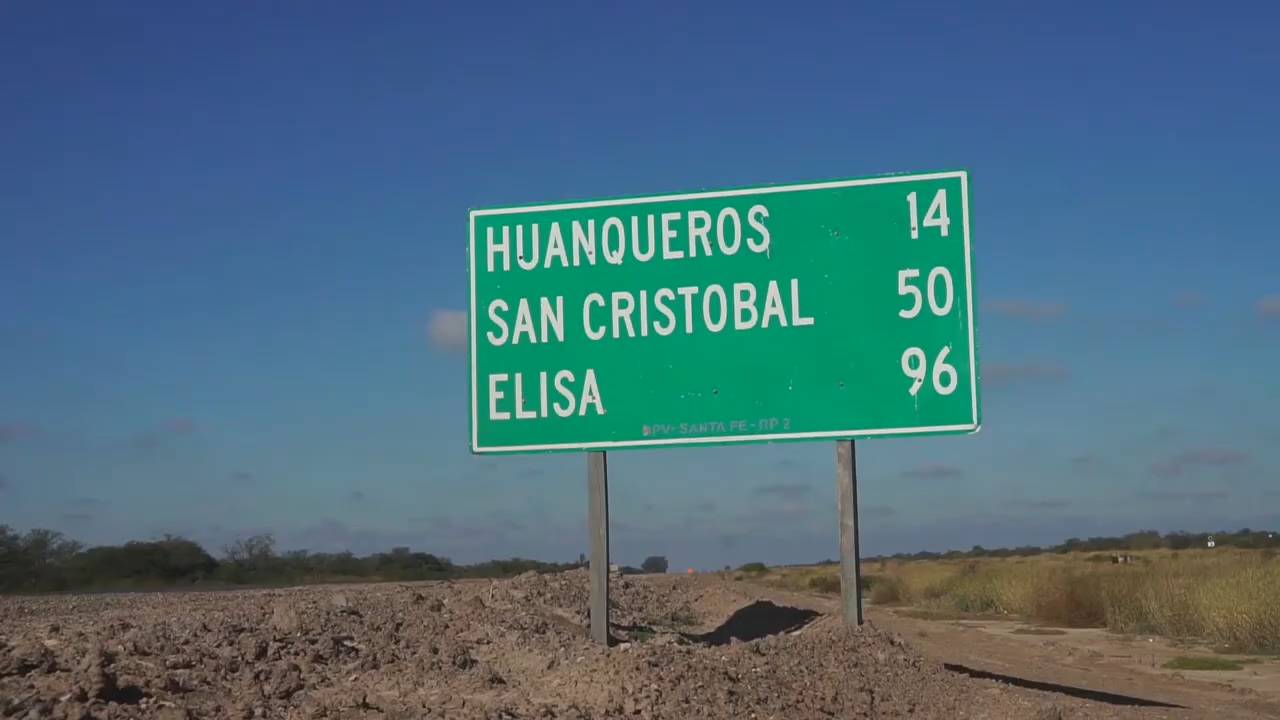 HUANQUEROS 14
SAN CRISTOBAL 50
ELISA 96
DPV- SANTA FE - RP 2